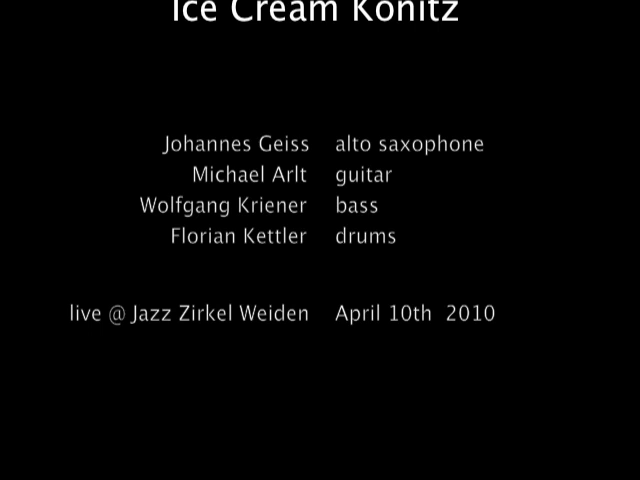 Ice Cream Konitz
Johannes Geiss alto saxophone
Michael Arlt guitar
Wolfgang Kriener bass
Florian Kettler drums
live @ Jazz Zirkel Weiden April 10th 2010